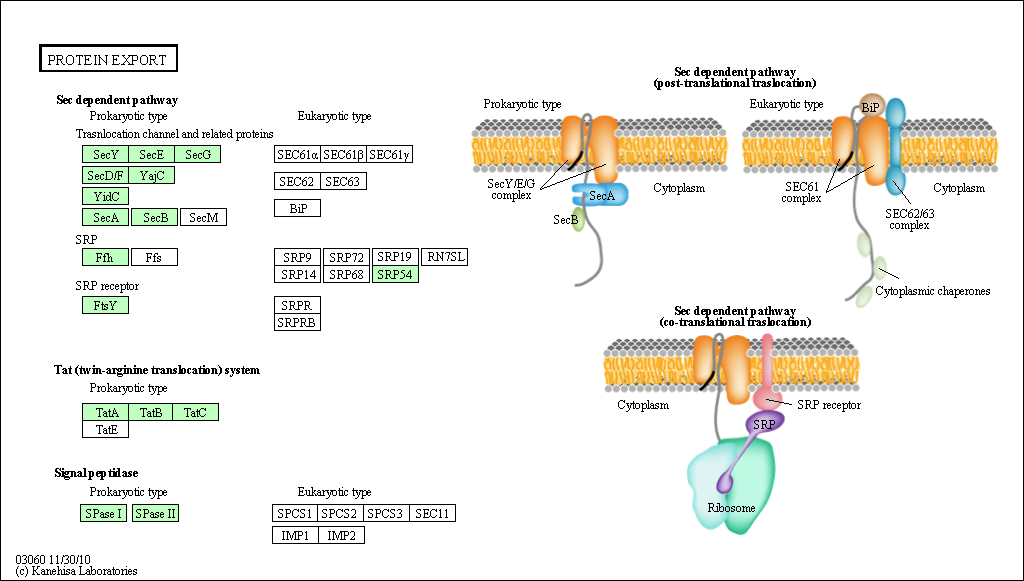 PROTEIN EXPORT
Sec dependent pathway
Prokaryotic type Eukaryotic type
Trasnlocation channel and related proteins
SecY SecE SecG SEC61α SEC61β SEC61γ
SecD/F YajC SEC62 SEC63
YidC
BiP
SecA SecB SecM
SRP
Ffh Ffs SRP9 SRP72 SRP19 RN7SL
SRP14 SRP68 SRP54
SRP receptor
FtsY SRPR
SRPRB
Tat (twin-arginine translocation) system
Prokaryotic type
TatA TatB TatC
TatE
Signal peptidase
Prokaryotic type Eukaryotic type
SPase I SPase II SPCS1 SPCS2 SPCS3 SEC11
IMP1 IMP2
03060 11/30/10
(c) Kanehisa Laboratories
Sec dependent pathway
(post-translational traslocation)
Prokaryotic type
SecY/E/G
complex
SecA
SecB
Cytoplasm
Eukaryotic type
BiP
SEC61
complex
Cytoplasm
SEC62/63
complex
Cytoplasmic chaperones
Sec dependent pathway
(co-translational traslocation)
Cytoplasm
SRP receptor
SRP
Ribosome